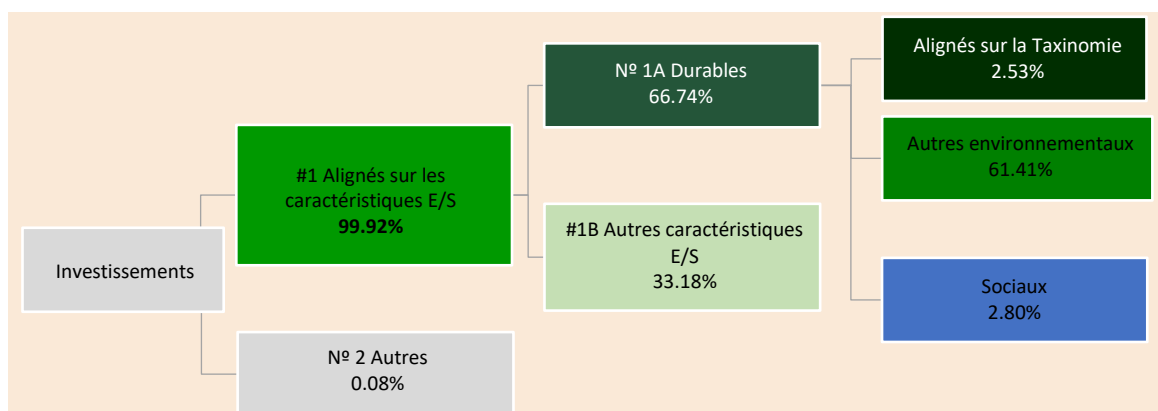 Investissements
#1 Alignés sur les
caractéristiques E/S
99.92%
Nº 2 Autres
0.08%
Nº 1A Durables
66.74%
#1B Autres caractéristiques
E/S
33.18%
Alignés sur la Taxinomie
2.53%
Autres environnementaux
61.41%
Sociaux
2.80%